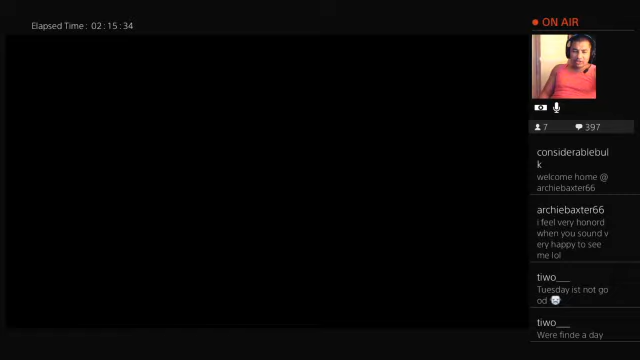 Elapsed Time : 02 : 15 : 34
ON AIR
7
397
considerablebul
k
welcome home @
archiebaxter66
archiebaxter66
i feel very honord
when you sound v
ery happy to see
me lol
tiwo___
Tuesday ist not go
od
tiwo___
Were finde a day